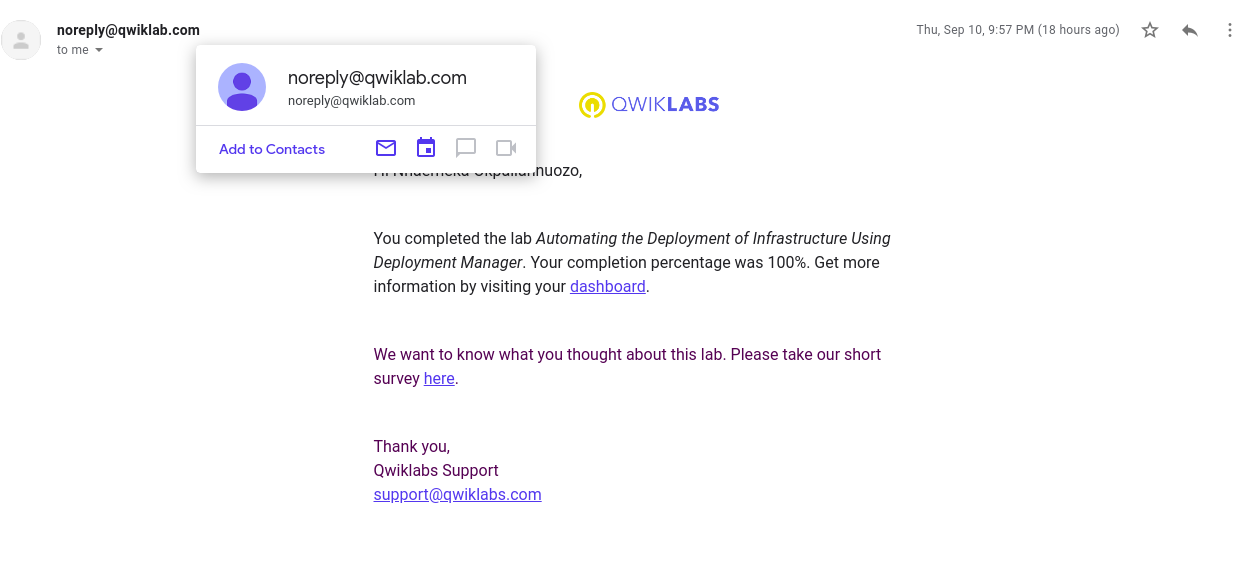 noreply@qwiklab.com
Thu, Sep 10, 9:57 PM (18 hours ago)
to me
noreply@qwiklab.com
noreply@qwiklab.com
Add to Contacts
QWIKLABS
Hi Nnaemeka
You completed the lab Automating the Deployment of Infrastructure Using
Deployment Manager. Your completion percentage was 100%. Get more
information by visiting your dashboard.
We want to know what you thought about this lab. Please take our short
survey here.
Thank you,
Qwiklabs Support
support@qwiklabs.com